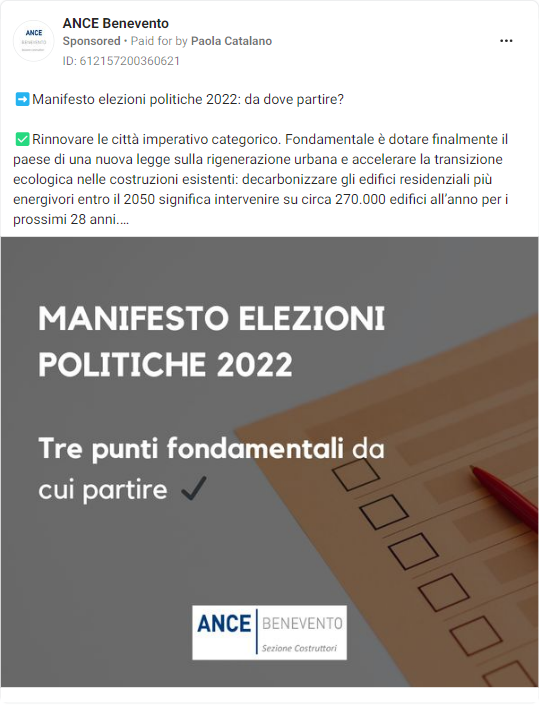 ANCE
BENEVENTO
ANCE Benevento
Sponsored • Paid for by Paola Catalano
ID: 612157200360621
➡️Manifesto elezioni politiche 2022: da dove partire?
✅Rinnovare le città imperativo categorico. Fondamentale è dotare finalmente il
paese di una nuova legge sulla rigenerazione urbana e accelerare la transizione
ecologica nelle costruzioni esistenti: decarbonizzare gli edifici residenziali più
energivori entro il 2050 significa intervenire su circa 270.000 edifici all'anno per i
prossimi 28 anni....
MANIFESTO ELEZIONI
POLITICHE 2022
Tre punti fondamentali da
cui partire ✔
ANCE BENEVENTO
Sezione Costruttori